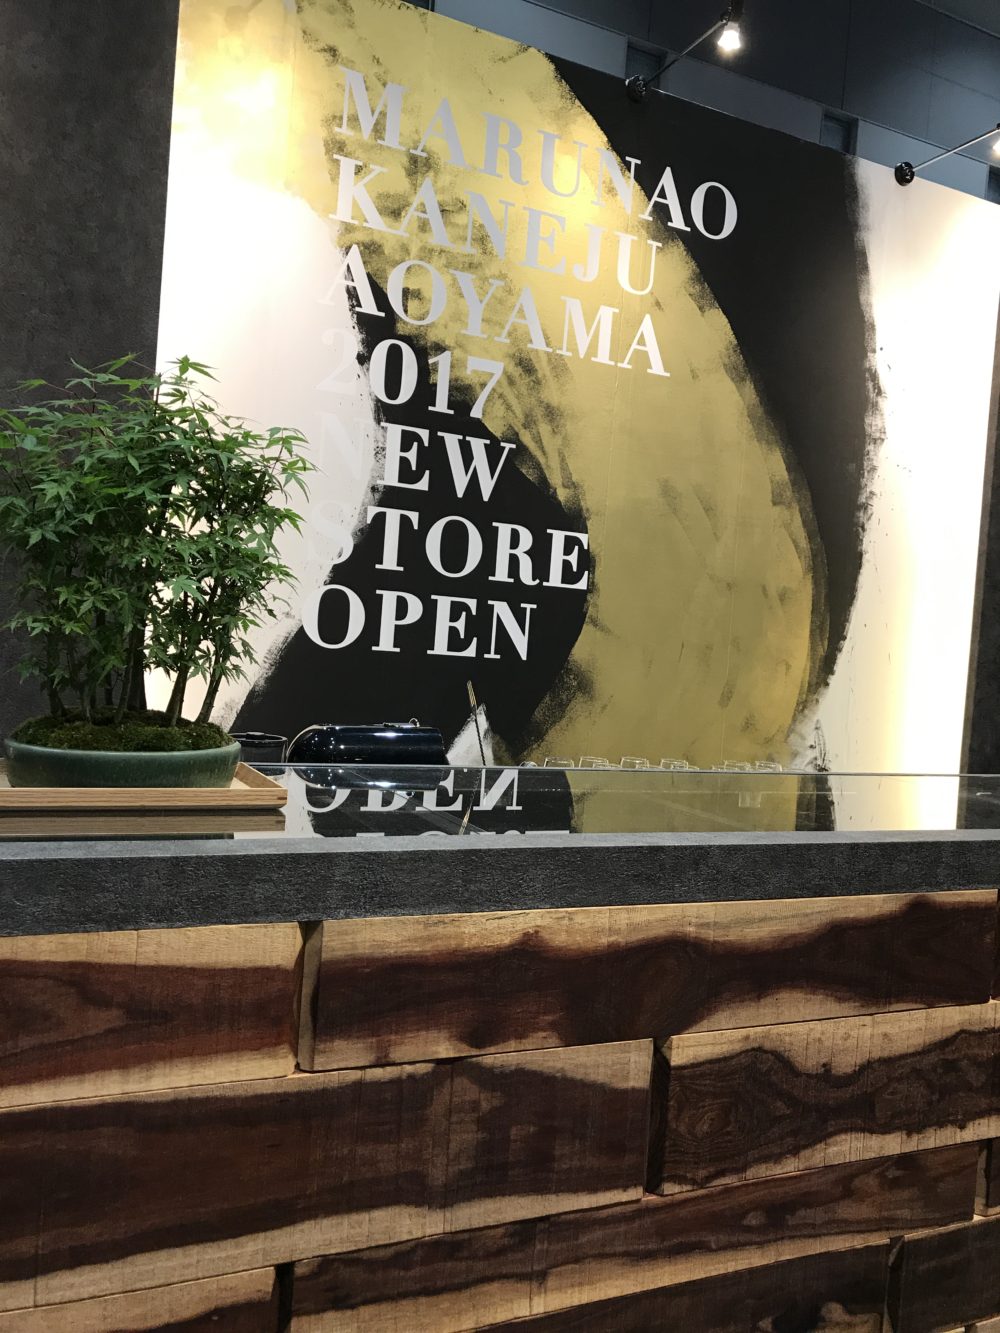 MARUNAO
KANEJU
AOYAMA
2017
NEW
STORE
OPEN